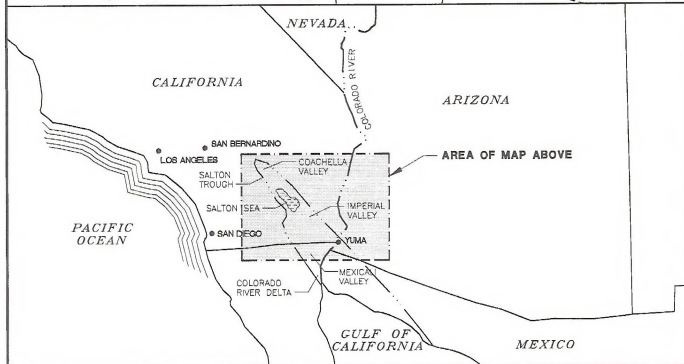 NEVADA
CALIFORNIA
COLORADO RIVER
ARIZONA
SAN BERNARDINO
LOS ANGELES
AREA OF MAP ABOVE
COACHELLA
VALLEY
SALTON
TROUGH
SALTON SEA
IMPERIAL
VALLEY
PACIFIC
OCEAN
SAN DIEGO
YUMA
MEXICALI
VALLEY
COLORADO
RIVER DELTA
GULF OF
CALIFORNIA
MEXICO